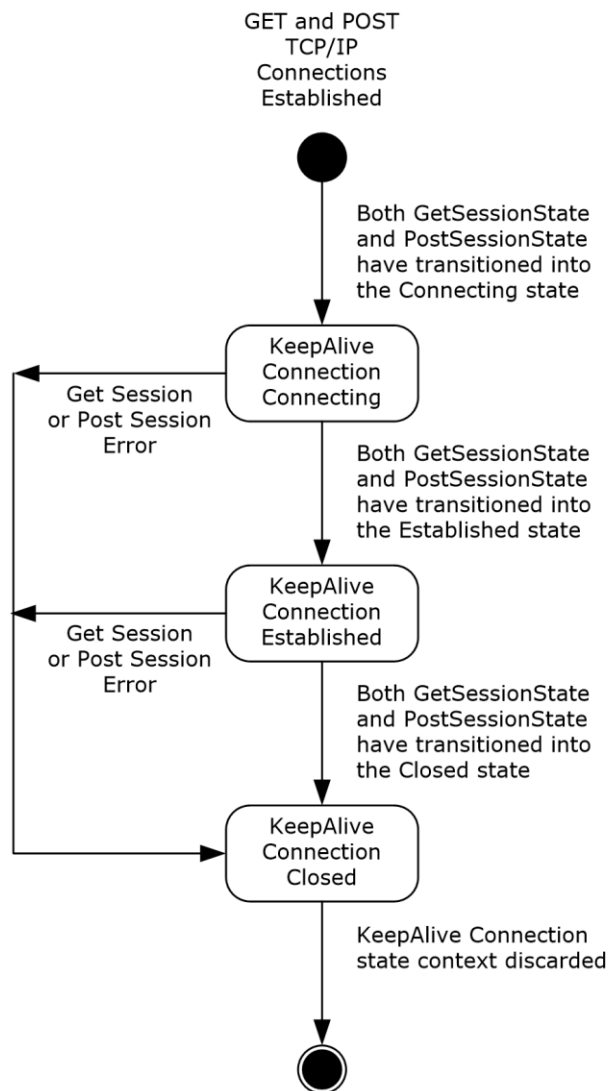 GET and POST
TCP/IP
Connections
Established
Both GetSessionState
and PostSessionState
have transitioned into
the Connecting state
KeepAlive
Connection
Connecting
Get Session
or Post Session
Error
Both GetSessionState
and PostSessionState
have transitioned into
the Established state
KeepAlive
Connection
Established
Get Session
or Post Session
Error
Both GetSessionState
and PostSessionState
have transitioned into
the Closed state
KeepAlive
Connection
Closed
KeepAlive Connection
state context discarded